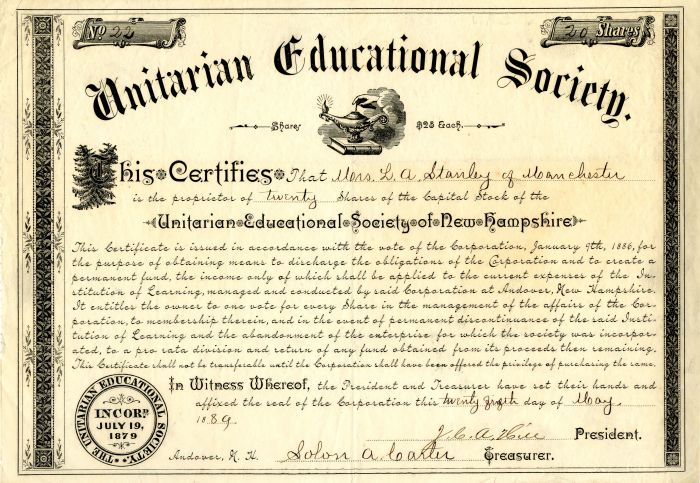 No 22
20 Shares
Unitarian Educational Society.
Shares $25 Each.
This Certifies That Mrs. L. A. Stanley of Manchester
is the proprietor of twenty Shares of the Capital Stock of the
Unitarian Educational Society of New Hampshire
This Certificate is issued in accordance with the vote of the Corporation, January 9th, 1886, for
the purpose of obtaining means to discharge the obligations of the Corporation and to create a
permanent fund, the income only of which shall be applied to the current expenses of the In-
stitution of Learning, managed and conducted by said Corporation at Andover, New Hampshire.
It entitles the owner to one vote for every Share in the management of the affairs of the Cor-
poration, to membership therein, and in the event of permanent discontinuance of the said Insti-
tution of Learning and the abandonment of the enterprise for which the society was incorpor-
ated, to a pro rata division and return of any fund obtained from its proceeds then remaining.
This Certificate shall not be transferable until the Corporation shall have been offered the privilege of purchasing the same.
In Witness Whereof, the President and Treasurer have set their hands and
affixed the seal of the Corporation this twenty day of May
1889.
THE UNITARIAN EDUCATIONAL SOCIETY.
INCORD
JULY 19,
1879
J. C. A. Hill President.
Andover, N. H. Solon A. Carter Treasurer.